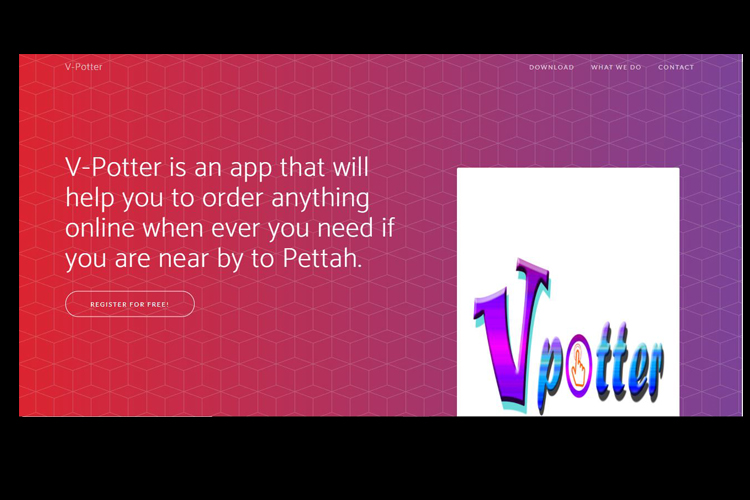 V-Potter
DOWNLOAD WHAT WE DO CONTACT
V-Potter is an app that will
help you to order anything
online when ever you need if
you are near by to Pettah.
REGISTER FOR FREE!
Vpotter